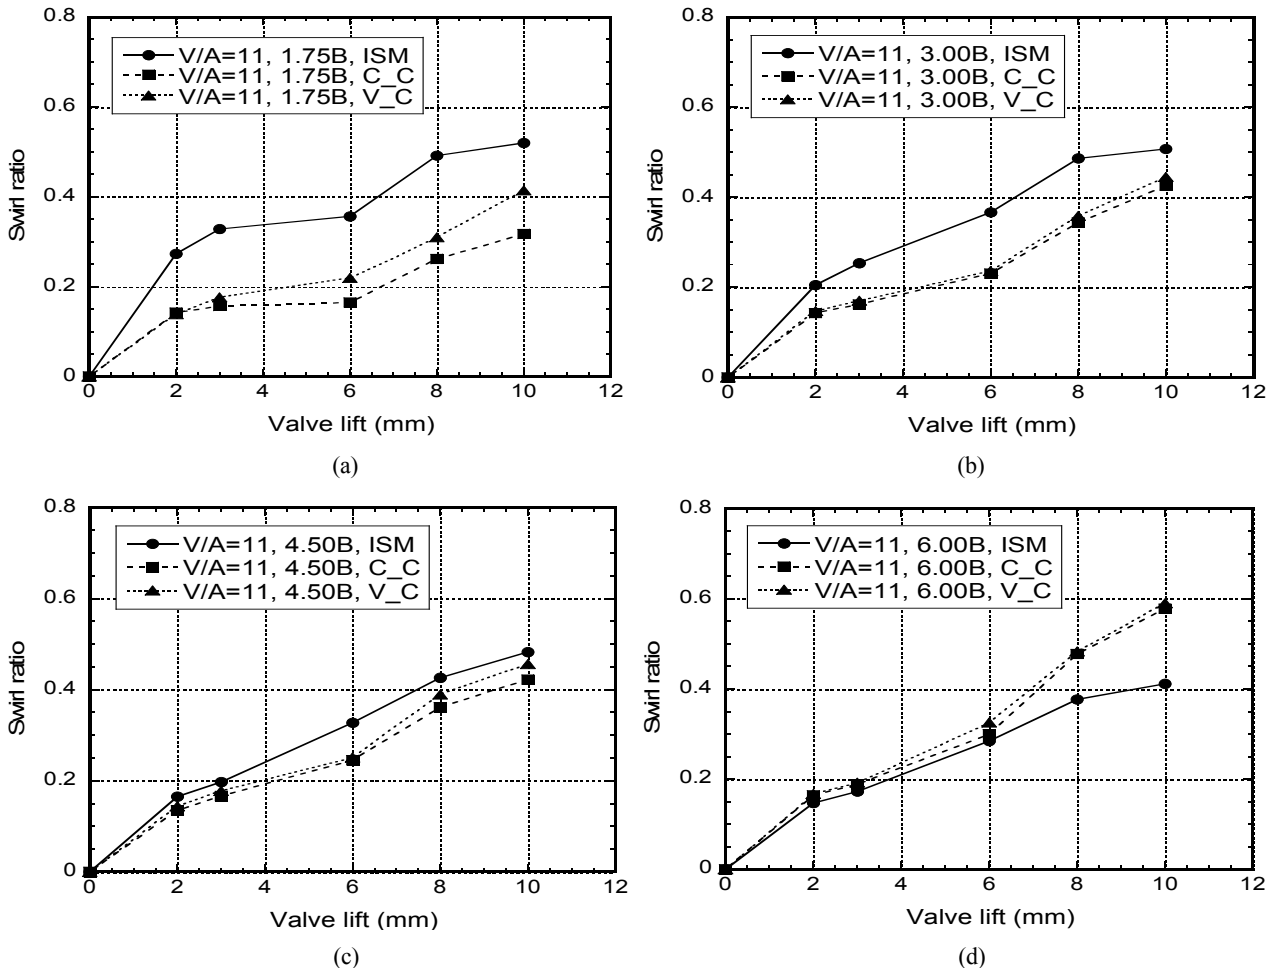 0.8
0.6
0.4
0.2
0
Swirl ratio
V/A=11, 1.75B, ISM
V/A=11, 1.75B, C_C
V/A=11, 1.75B, V_C
0 2 4 6 8 10 12
Valve lift (mm)
(a)
0.8
0.6
0.4
0.2
0
Swirl ratio
V/A=11, 3.00B, ISM
V/A=11, 3.00B, C_C
V/A=11, 3.00B, V_C
0 2 4 6 8 10 12
Valve lift (mm)
(b)
0.8
0.6
0.4
0.2
0
Swirl ratio
V/A=11, 4.50B, ISM
V/A=11, 4.50B, C_C
V/A=11, 4.50B, V_C
0 2 4 6 8 10 12
Valve lift (mm)
(c)
0.8
0.6
0.4
0.2
0
Swirl ratio
V/A=11, 6.00B, ISM
V/A=11, 6.00B, C_C
V/A=11, 6.00B, V_C
0 2 4 6 8 10 12
Valve lift (mm)
(d)